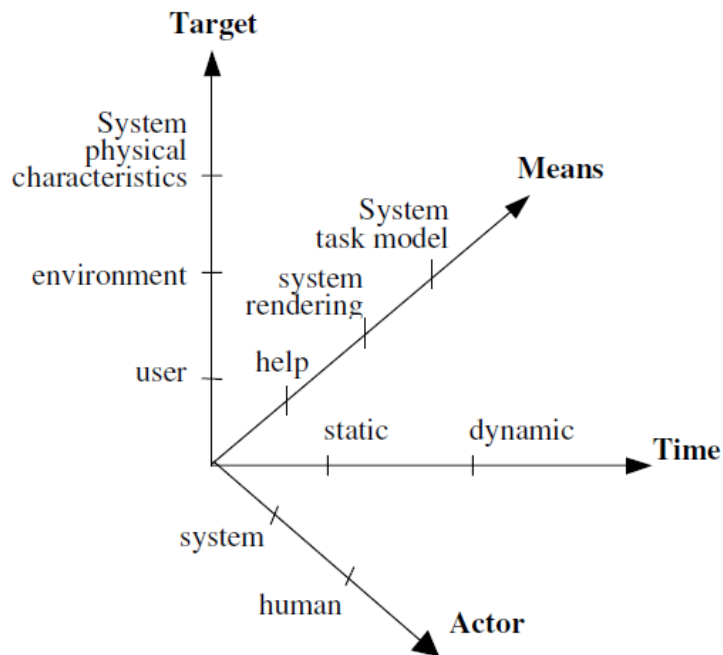 Target
System
physical
characteristics
Means
System
task model
environment
system
rendering
user
help
static
dynamic
Time
system
human
Actor